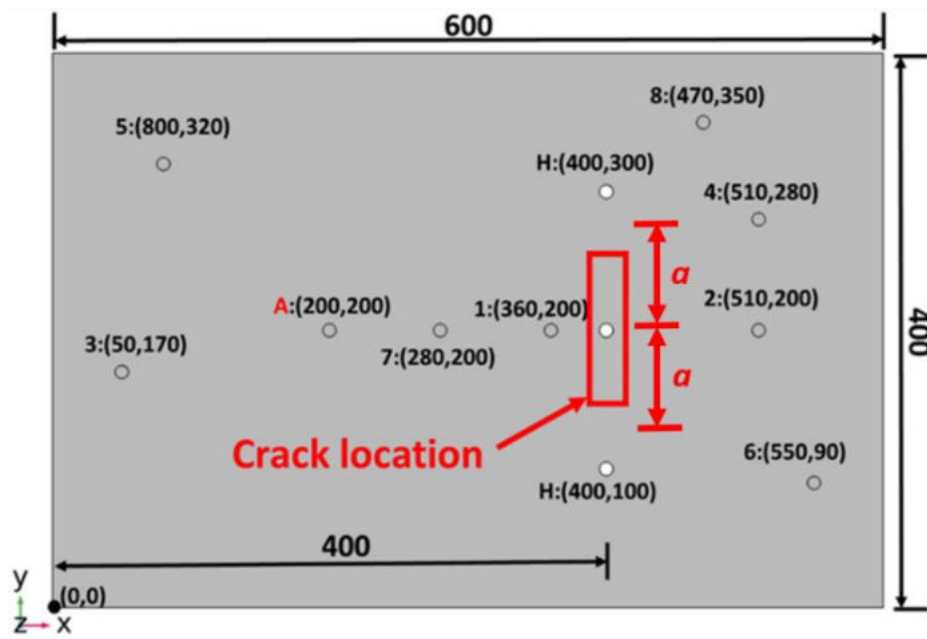 600
8:(470,350)
5:(800,320)
H:(400,300)
4:(510,280)
a
A:(200,200)
1:(360,200)
2:(510,200)
400
3:(50,170)
7:(280,200)
a
Crack location
6:(550,90)
H:(400,100)
400
y
(0,0)
z x